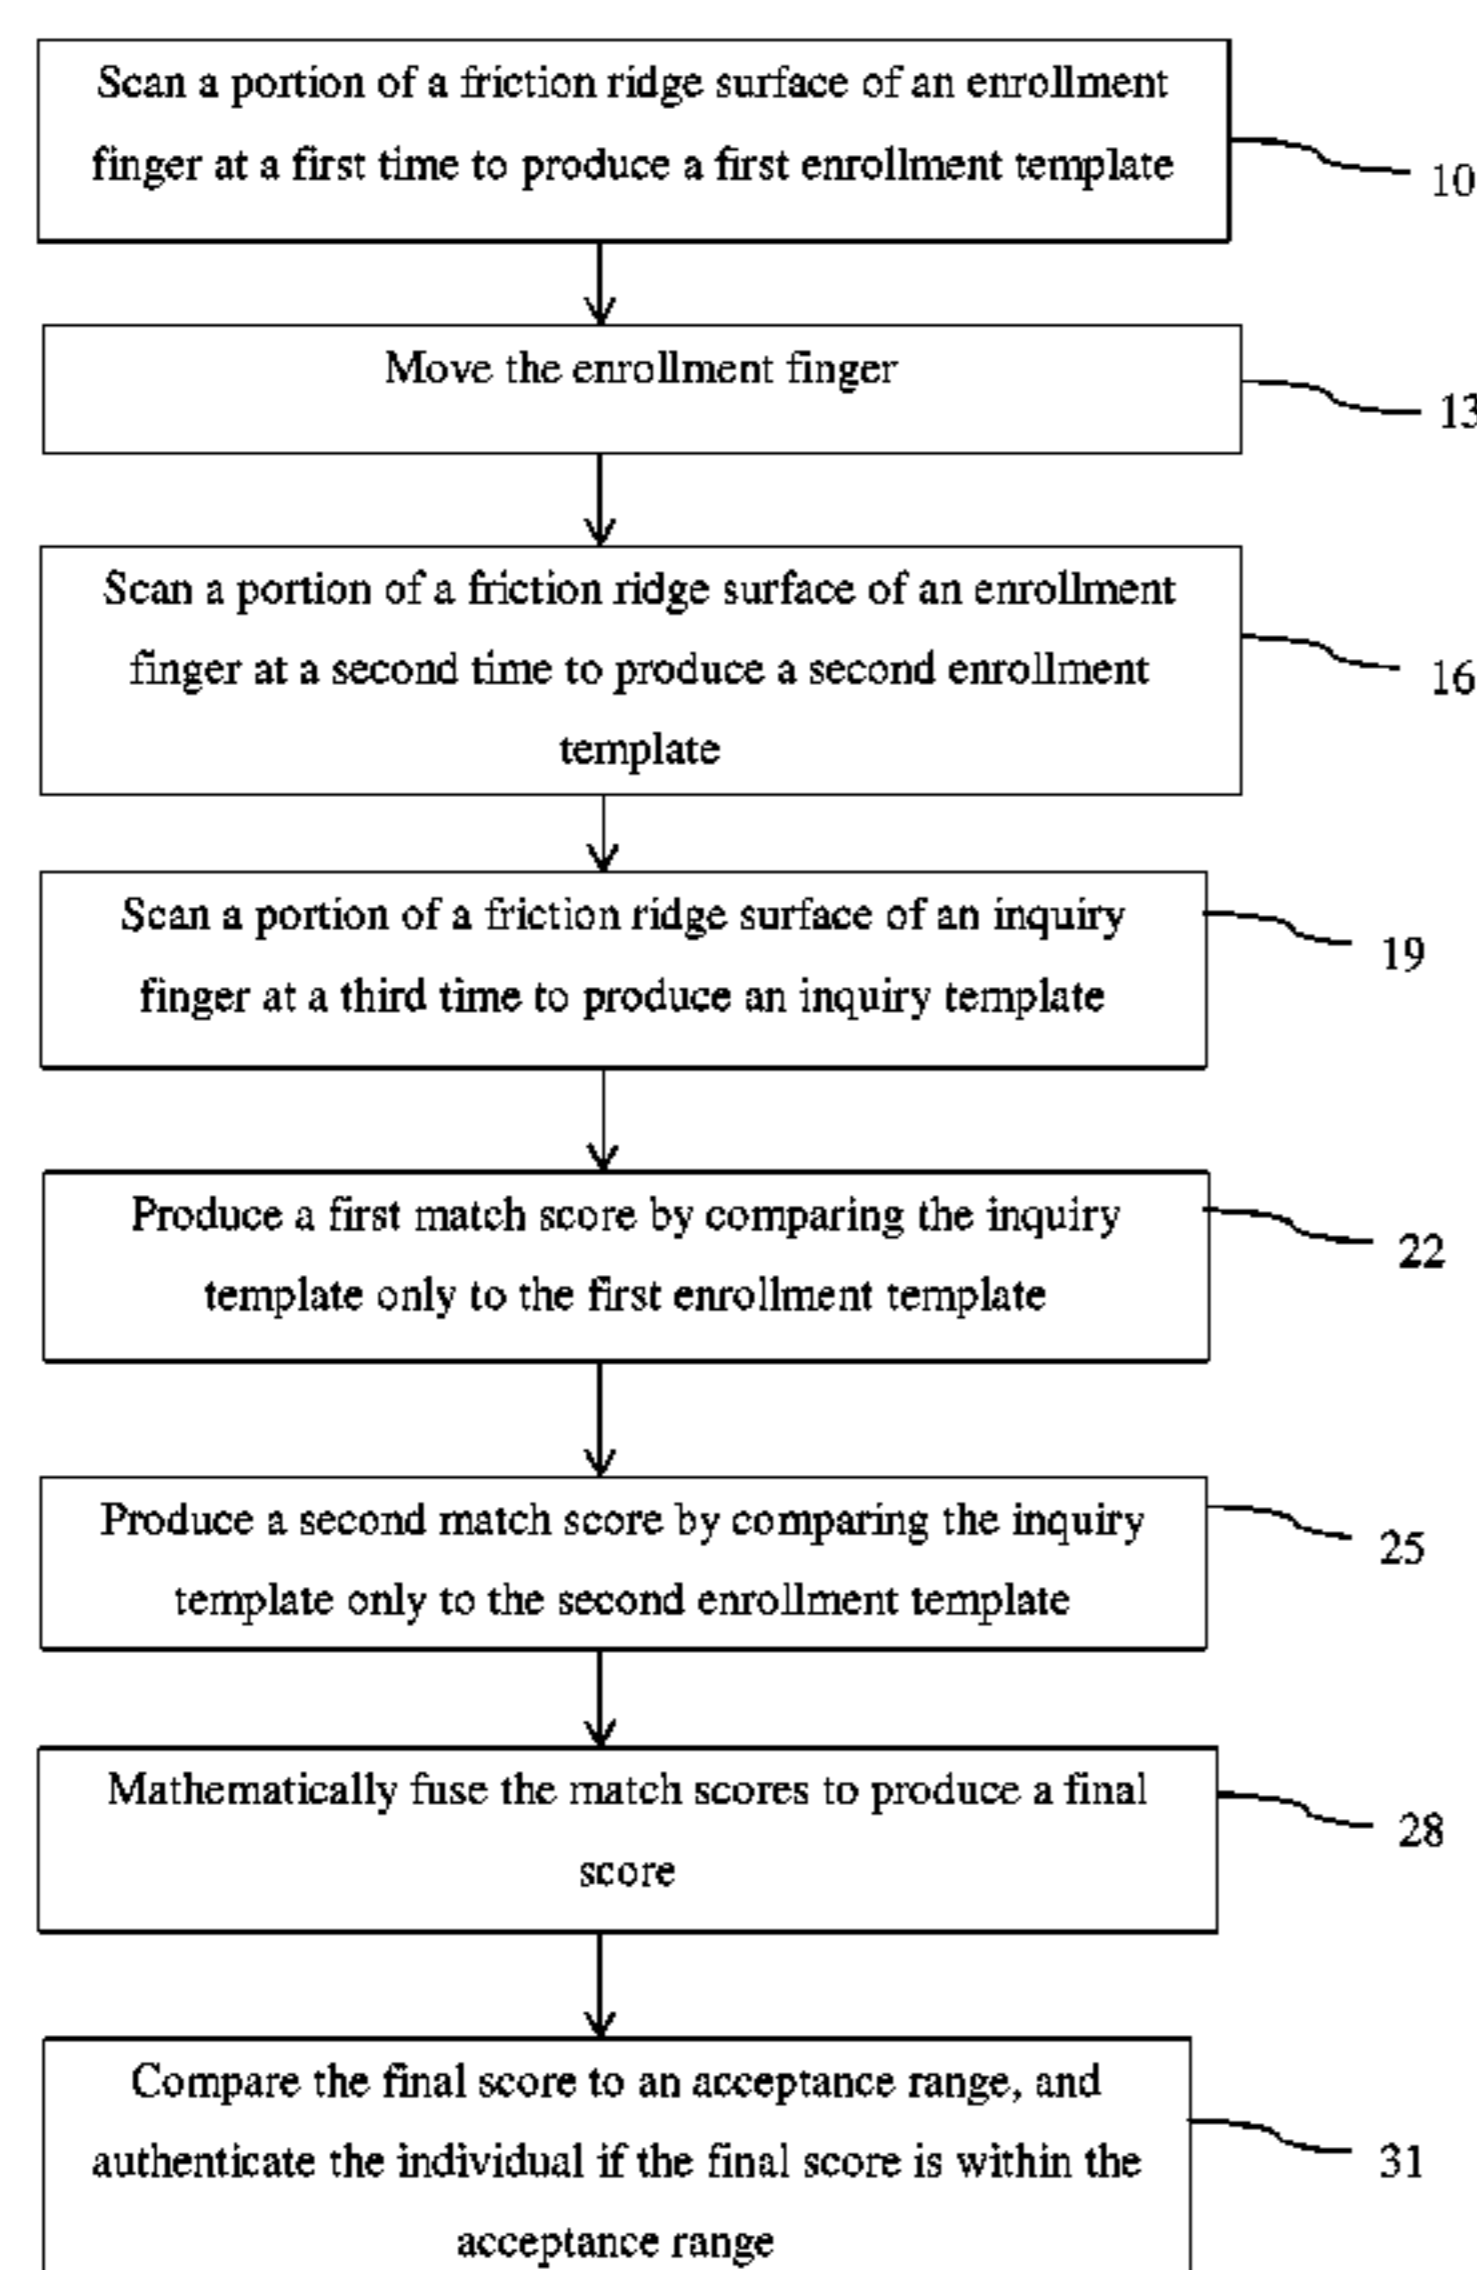 Scan a portion of a friction ridge surface of an enrollment
finger at a first time to produce a first enrollment template
10
Move the enrollment finger
13
Scan a portion of a friction ridge surface of an enrollment
finger at a second time to produce a second enrollment
template
16
Scan a portion of a friction ridge surface of an inquiry
finger at a third time to produce an inquiry template
19
Produce a first match score by comparing the inquiry
template only to the first enrollment template
22
Produce a second match score by comparing the inquiry
template only to the second enrollment template
25
Mathematically fuse the match scores to produce a final
score
28
Compare the final score to an acceptance range, and
authenticate the individual if the final score is within the
acceptance range
31